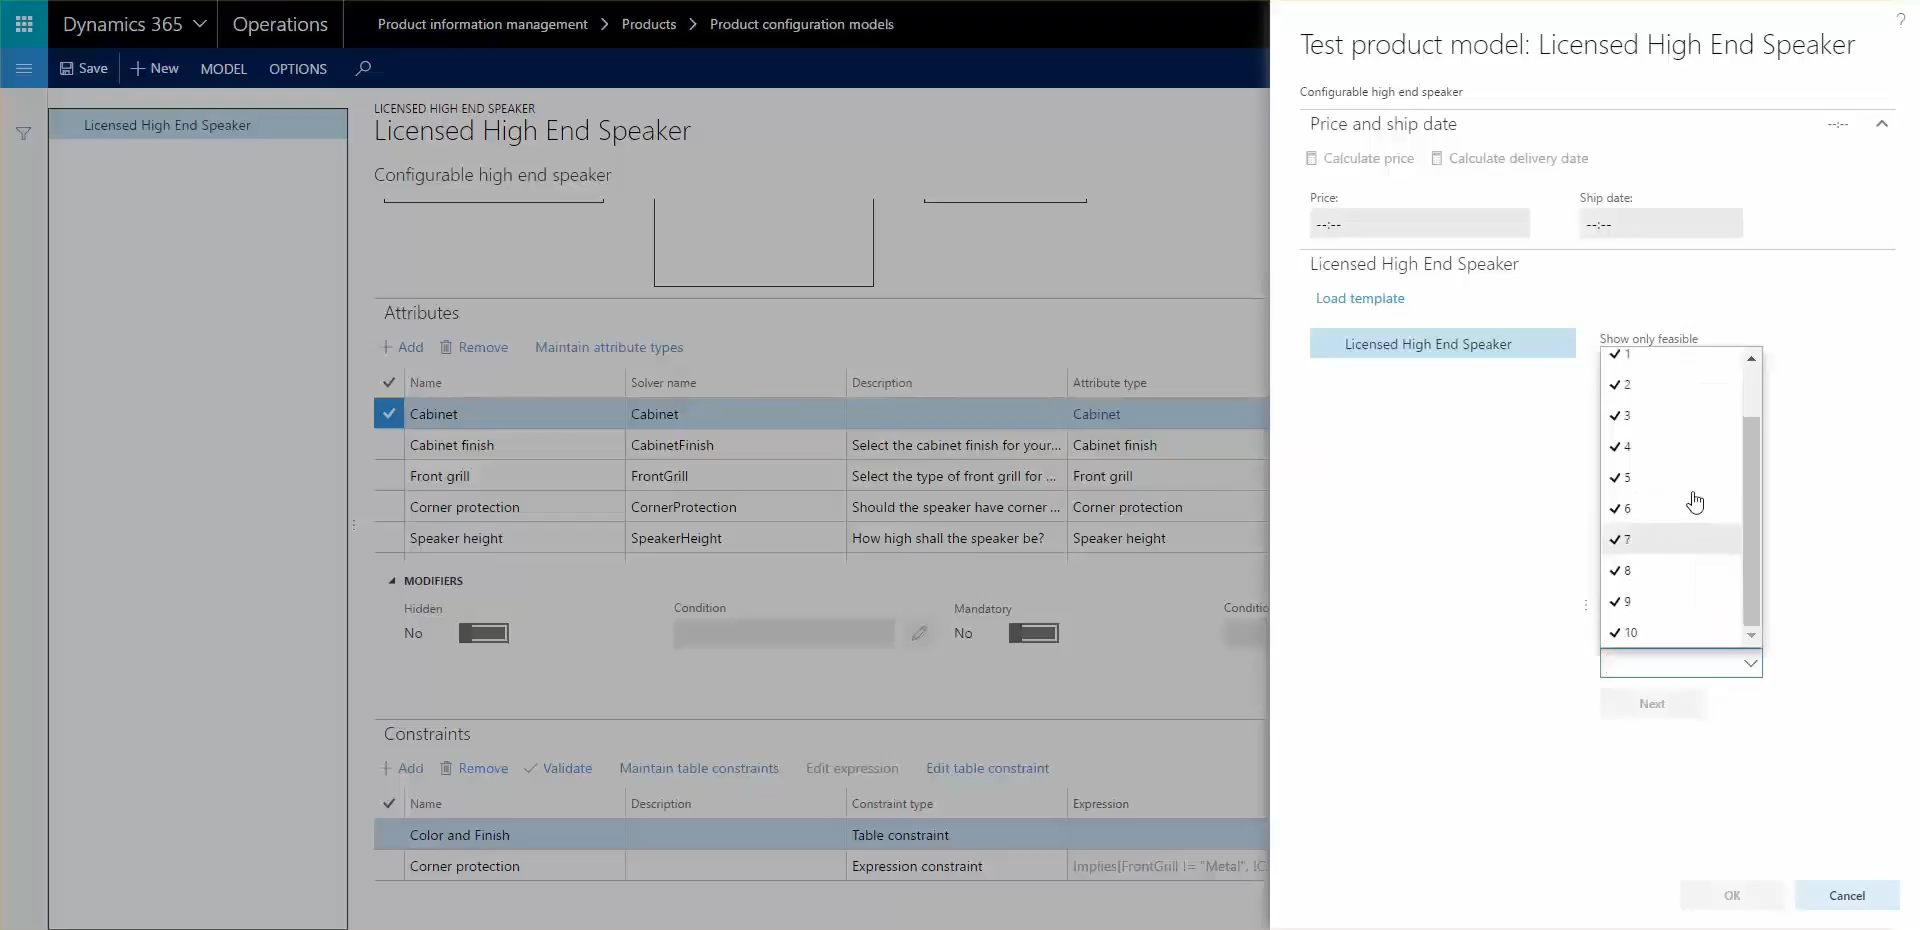 Dynamics 365
Operations
Product information management > Products > Product configuration models
Save
+ New
MODEL
OPTIONS
Licensed High End Speaker
LICENSED HIGH END SPEAKER
Licensed High End Speaker
Configurable high end speaker
Attributes
+ Add
Remove
Maintain attribute types
Name Solver name Description Attribute type
Cabinet Cabinet Cabinet
Cabinet finish CabinetFinish Select the cabinet finish for your... Cabinet finish
Front grill FrontGrill Select the type of front grill for ... Front grill
Corner protection CornerProtection Should the speaker have corner ... Corner protection
Speaker height SpeakerHeight How high shall the speaker be? Speaker height
MODIFIERS
Hidden Condition Mandatory Conditio
No No
Constraints
+ Add
Remove
Validate
Maintain table constraints
Edit expression
Edit table constraint
Name Description Constraint type Expression
Color and Finish Table constraint
Corner protection Expression constraint Implies[FrontGrill != "Metal", !C
?
Test product model: Licensed High End Speaker
Configurable high end speaker
Price and ship date --:--
Calculate price
Calculate delivery date
Price: Ship date:
--:-- --:--
Licensed High End Speaker
Load template
Licensed High End Speaker
Show only feasible
1
2
3
4
5
6
7
8
9
10
Next
OK
Cancel